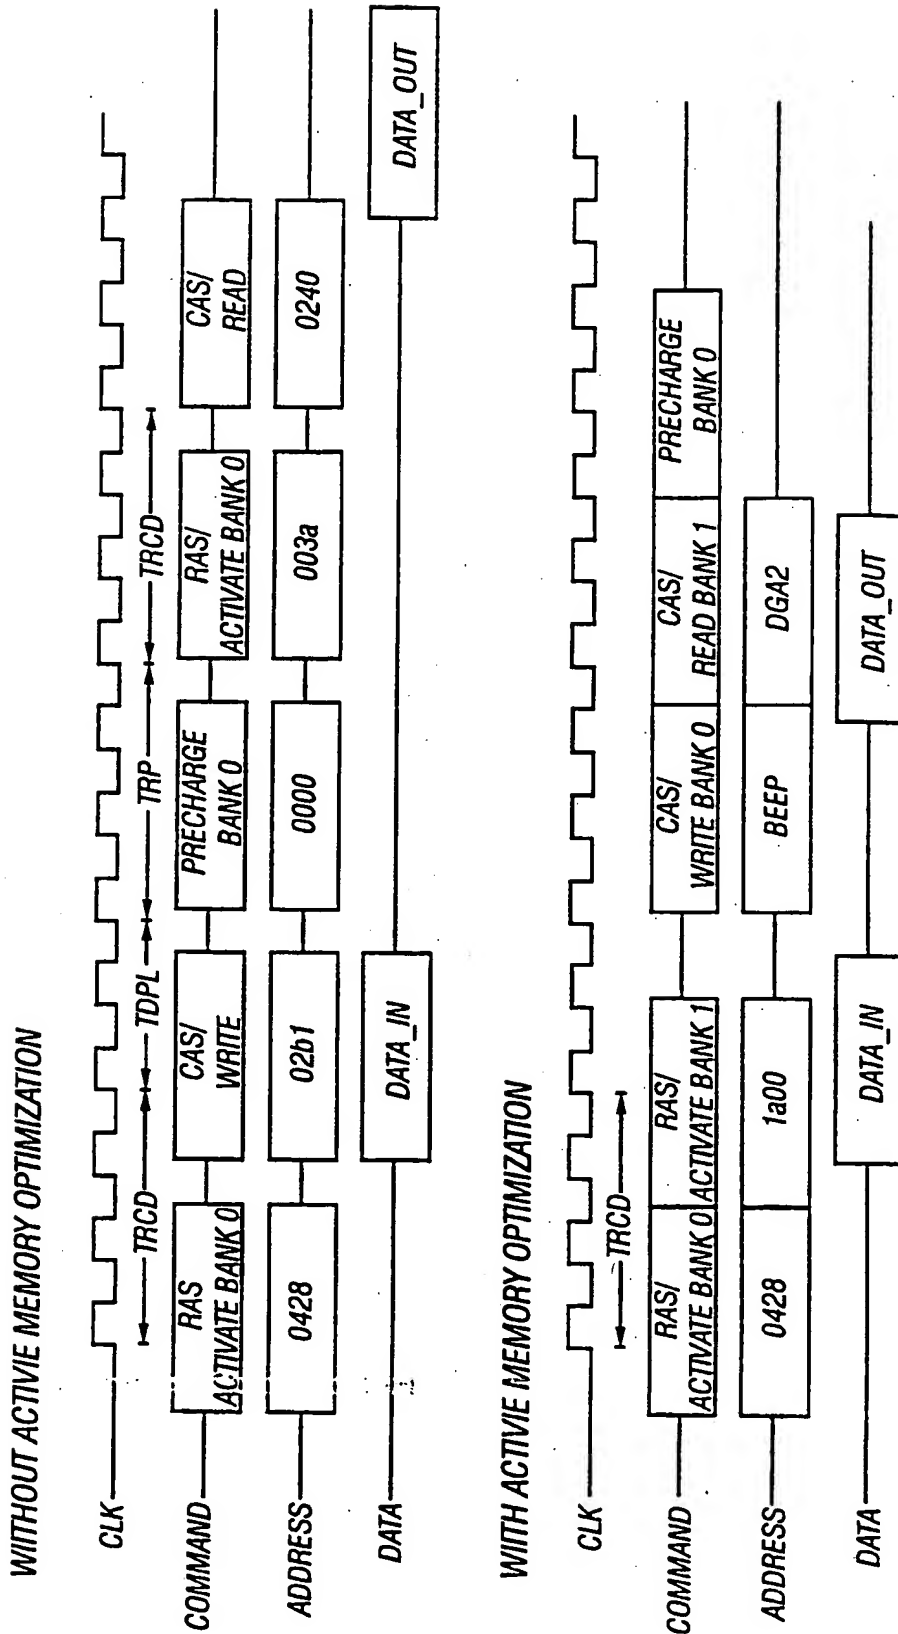 WIITHOUT ACTIVIE MEMORY OPTIMIZATION
CLK
TRCD
TDPL
TRP
TRCD
COMMAND
RAS
ACTIVATE BANK 0
CAS/
WRITE
PRECHARGE
BANK 0
RAS/
ACTIVATE BANK 0
CAS/
READ
ADDRESS
0428
02b1
0000
003a
0240
DATA
DATA_IN
DATA_OUT
WIITH ACTIVIE MEMORY OPTIMIZATION
CLK
TRCD
COMMAND
RAS/
ACTIVATE BANK 0
RAS/
ACTIVATE BANK 1
CAS/
WRITE BANK 0
CAS/
READ BANK 1
PRECHARGE
BANK 0
ADDRESS
0428
1a00
BEEP
DGA2
DATA
DATA_IN
DATA_OUT